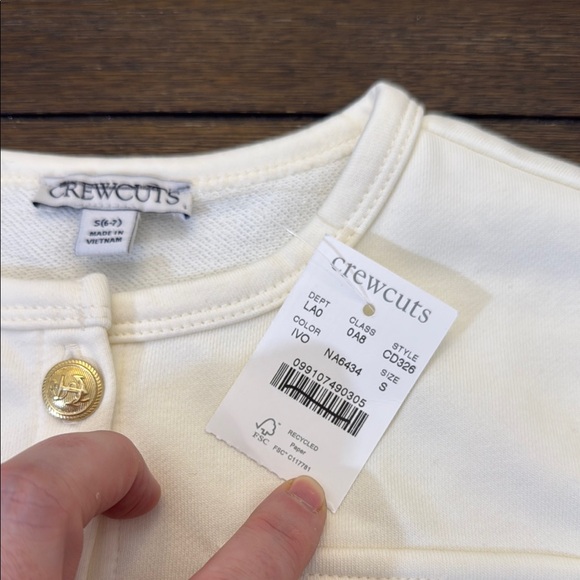 CREWCUTS
S(6-7)
MADE IN
VIETNAM
crewcuts
DEPT CLASS STYLE
LA0 0A8 CD326
COLOR SIZE
IVO NA6434 S
099107490305
FSC
RECYCLED
Paper
FSC® C117781